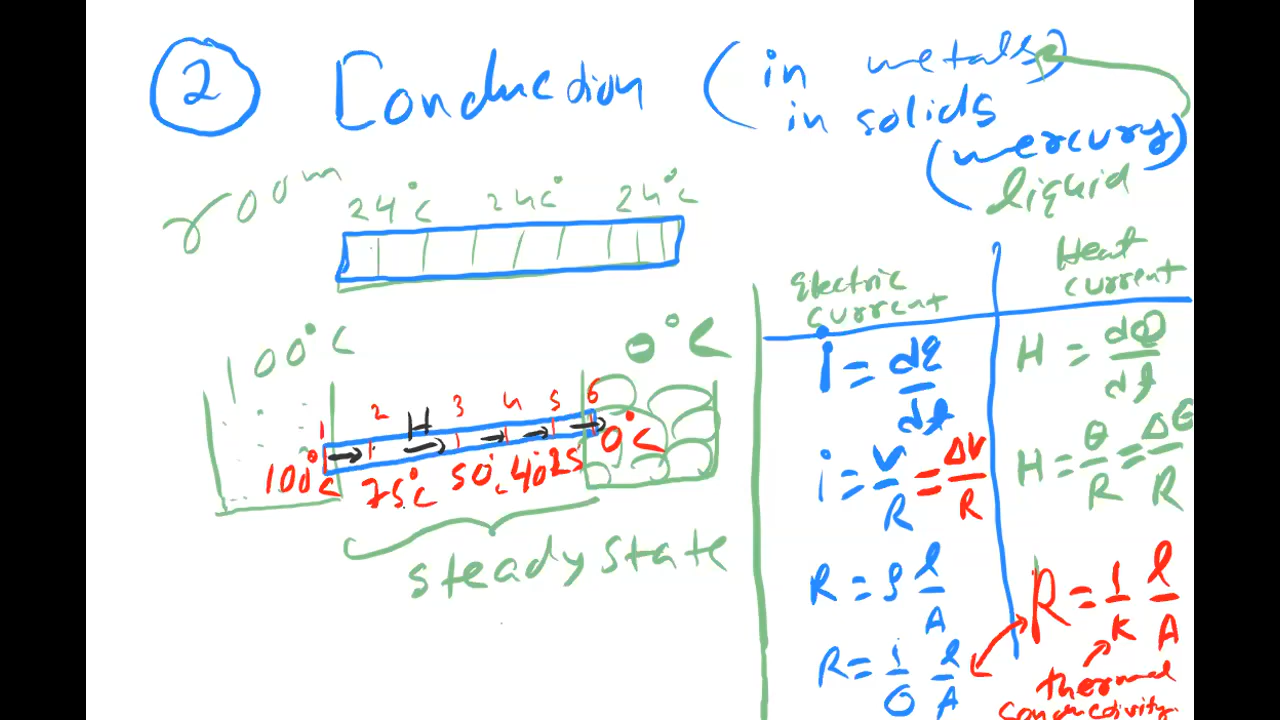 2 Conduction (in metals)
in solids
(mercury)
liquid
room
24°C 24C° 24°C
100°C
0°C
1 2 H 3 4 5 6
100°C 75°C 50°C 40° 25 0°C
steady state
Electric current
Heat current
i = dq/dt
H = dQ/dt
i = V/R = ΔV/R
H = θ/R = Δθ/R
R = ρ l/A
R = 1/K l/A
R = 1/σ l/A
thermal
conductivity